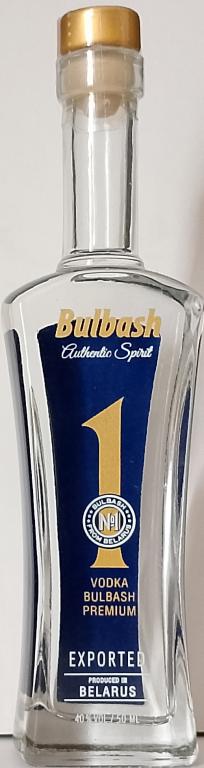 Bulbash
Authentic Spirit
1
BULBASH
№1
FROM BELARUS
VODKA
BULBASH
PREMIUM
EXPORTED
PRODUCED IN
BELARUS
40% VOL / 50 ML